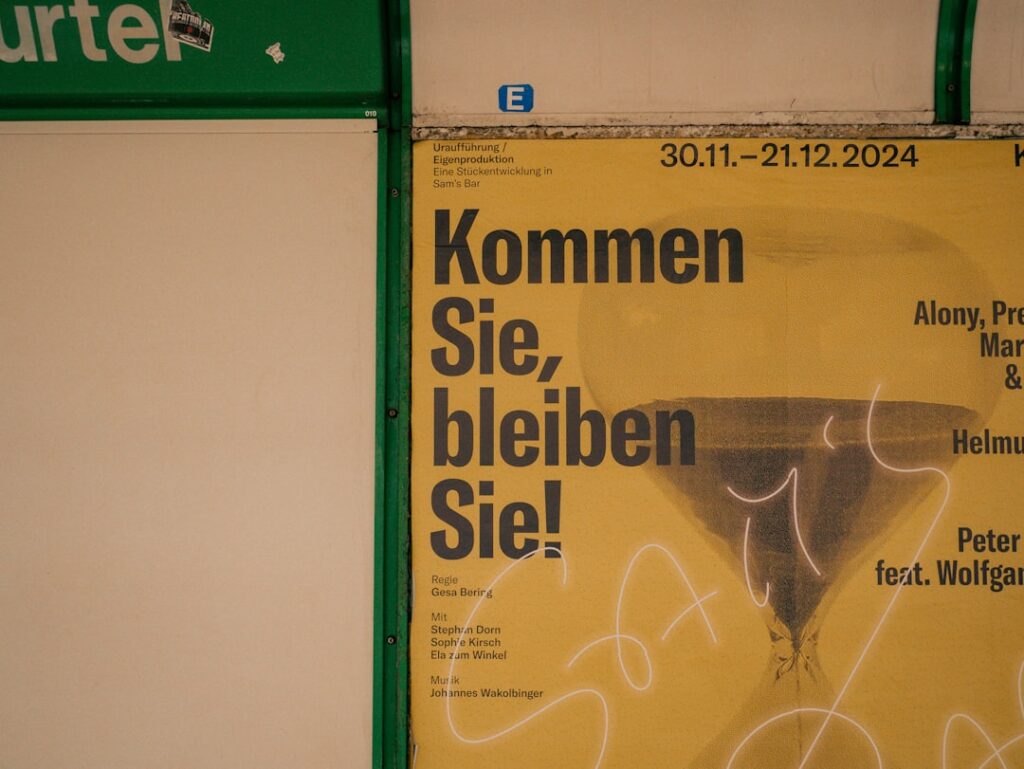 urtel
010
E
Uraufführung /
Eigenproduktion
Eine Stückentwicklung in
Sam's Bar
30.11.–21.12.2024
K
Kommen
Sie,
bleiben
Sie!
Alony, Pre
Mar
&
Helmu
Peter
feat. Wolfgan
Regie
Gesa Bering
Mit
Stephan Dorn
Sophie Kirsch
Ela zum Winkel
Musik
Johannes Wakolbinger